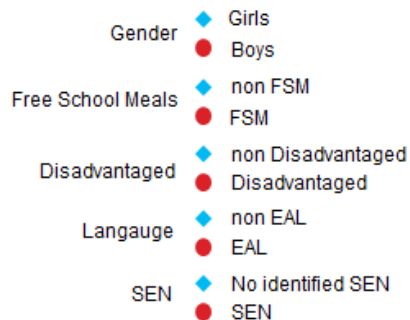 Gender
Girls
Boys
Free School Meals
non FSM
FSM
Disadvantaged
non Disadvantaged
Disadvantaged
Langauge
non EAL
EAL
SEN
No identified SEN
SEN